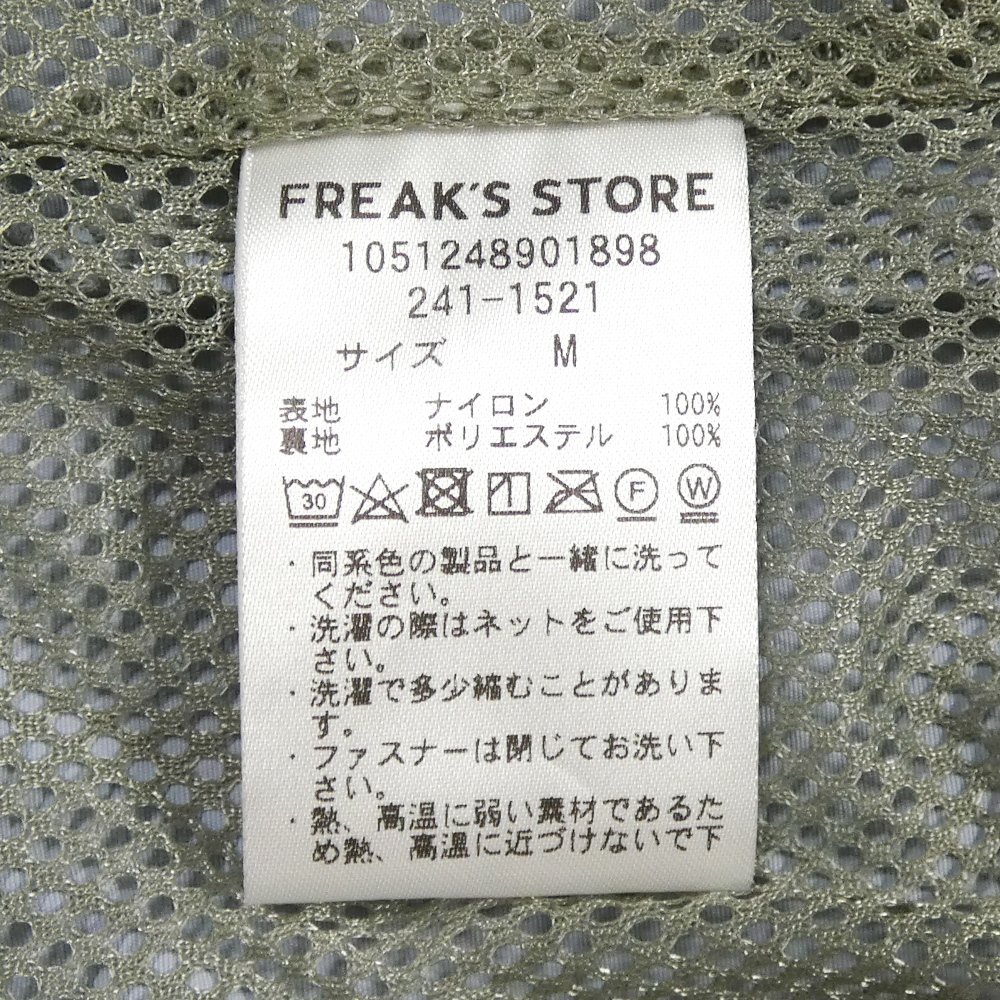 FREAK'S STORE
1051248901898
241-1521
サイズ M
表地 ナイロン 100%
裏地 ポリエステル 100%
30 F W
・同系色の製品と一緒に洗って
ください。
・洗濯の際はネットをご使用下
さい。
・洗濯で多少縮むことがありま
す。
・ファスナーは閉じてお洗い下
さい。
・熱、高温に弱い素材であるた
め熱、高温に近づけないで下